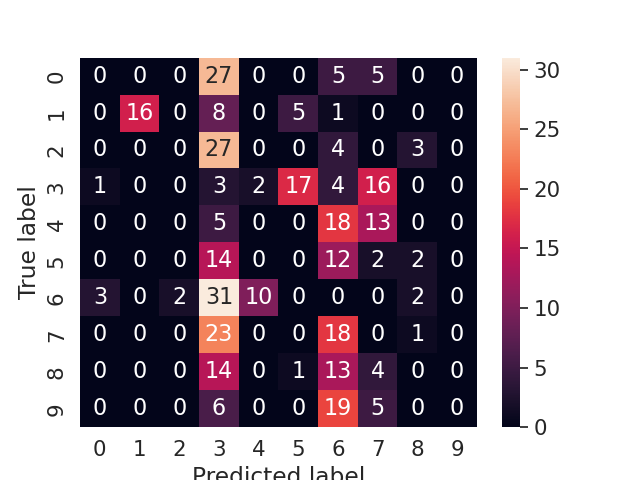 0 0 0 0 27 0 0 5 5 0 0
1 0 16 0 8 0 5 1 0 0 0
2 0 0 0 27 0 0 4 0 3 0
3 1 0 0 3 2 17 4 16 0 0
4 0 0 0 5 0 0 18 13 0 0
5 0 0 0 14 0 0 12 2 2 0
6 3 0 2 31 10 0 0 0 2 0
7 0 0 0 23 0 0 18 0 1 0
8 0 0 0 14 0 1 13 4 0 0
9 0 0 0 6 0 0 19 5 0 0
0 1 2 3 4 5 6 7 8 9
Predicted label
True label
30
25
20
15
10
5
0